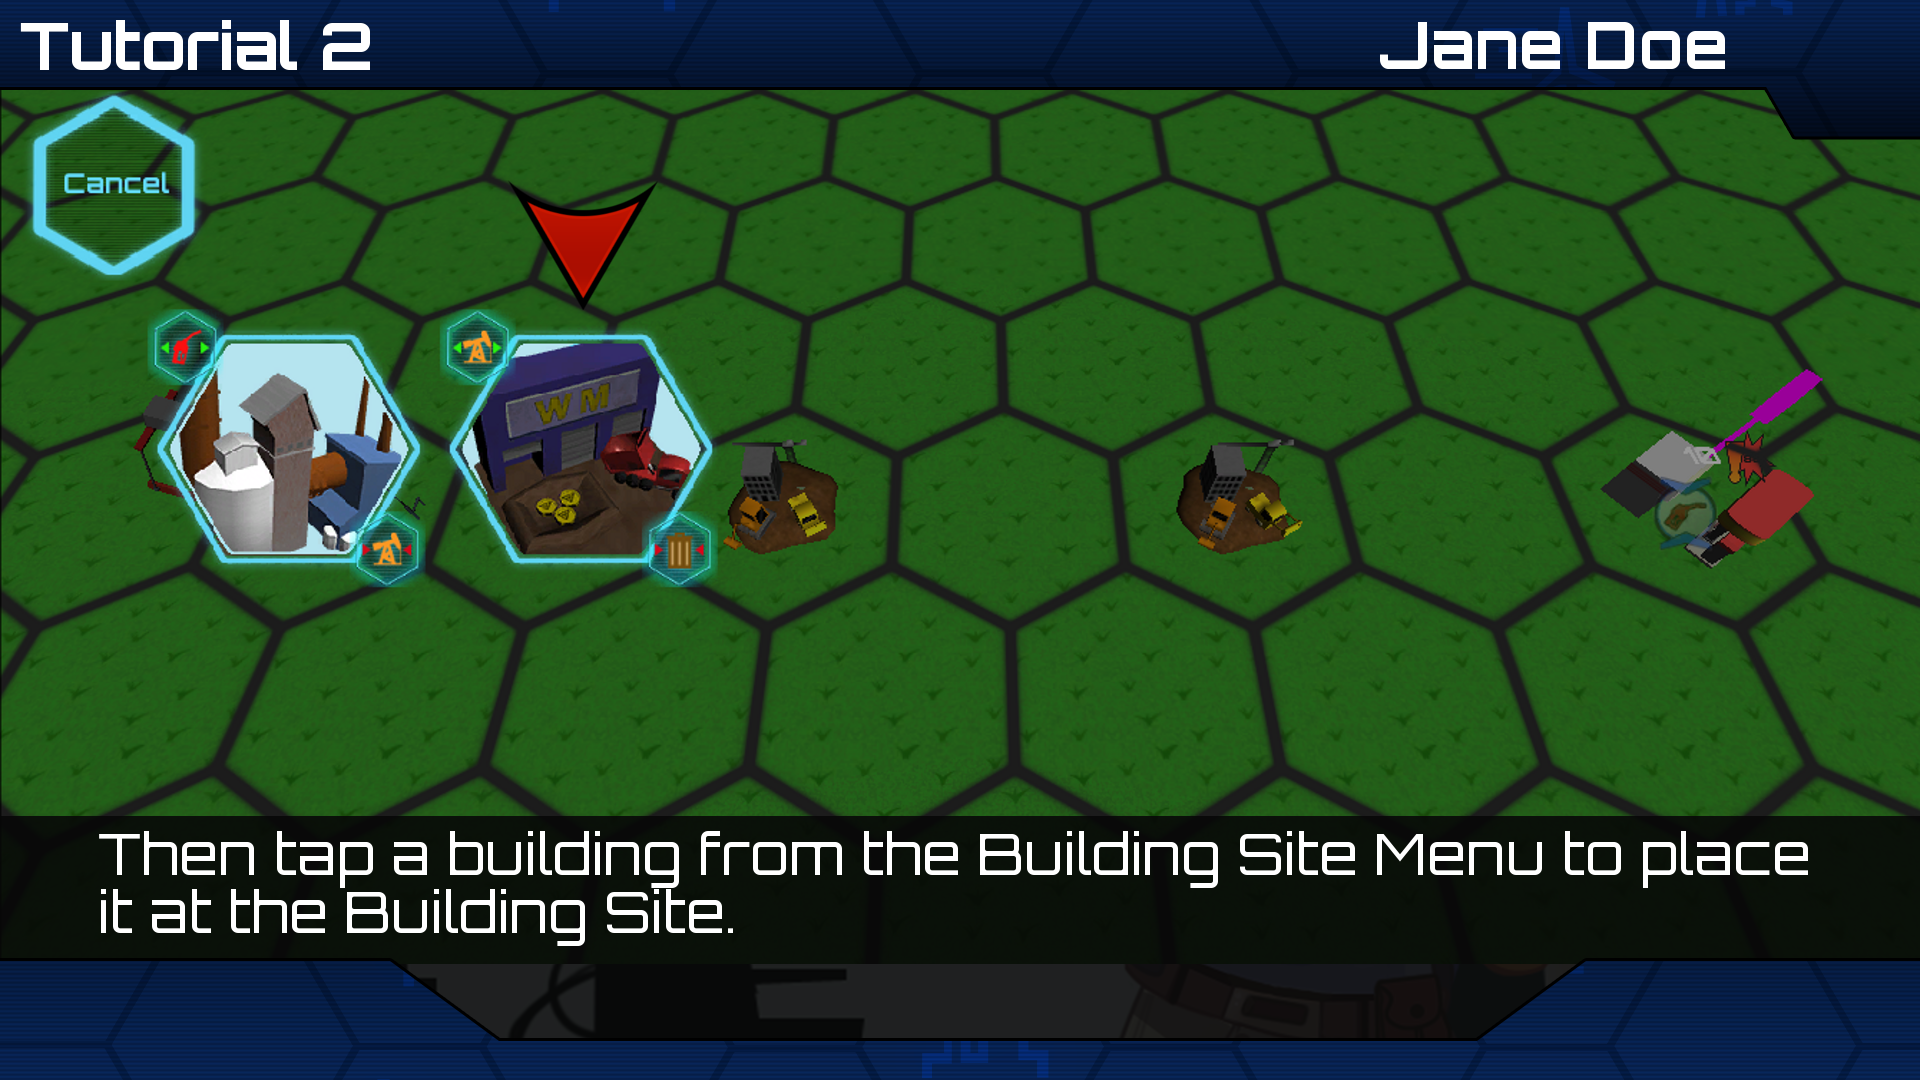 Tutorial 2
Jane Doe
Cancel
WM
Then tap a building from the Building Site Menu to place
it at the Building Site.